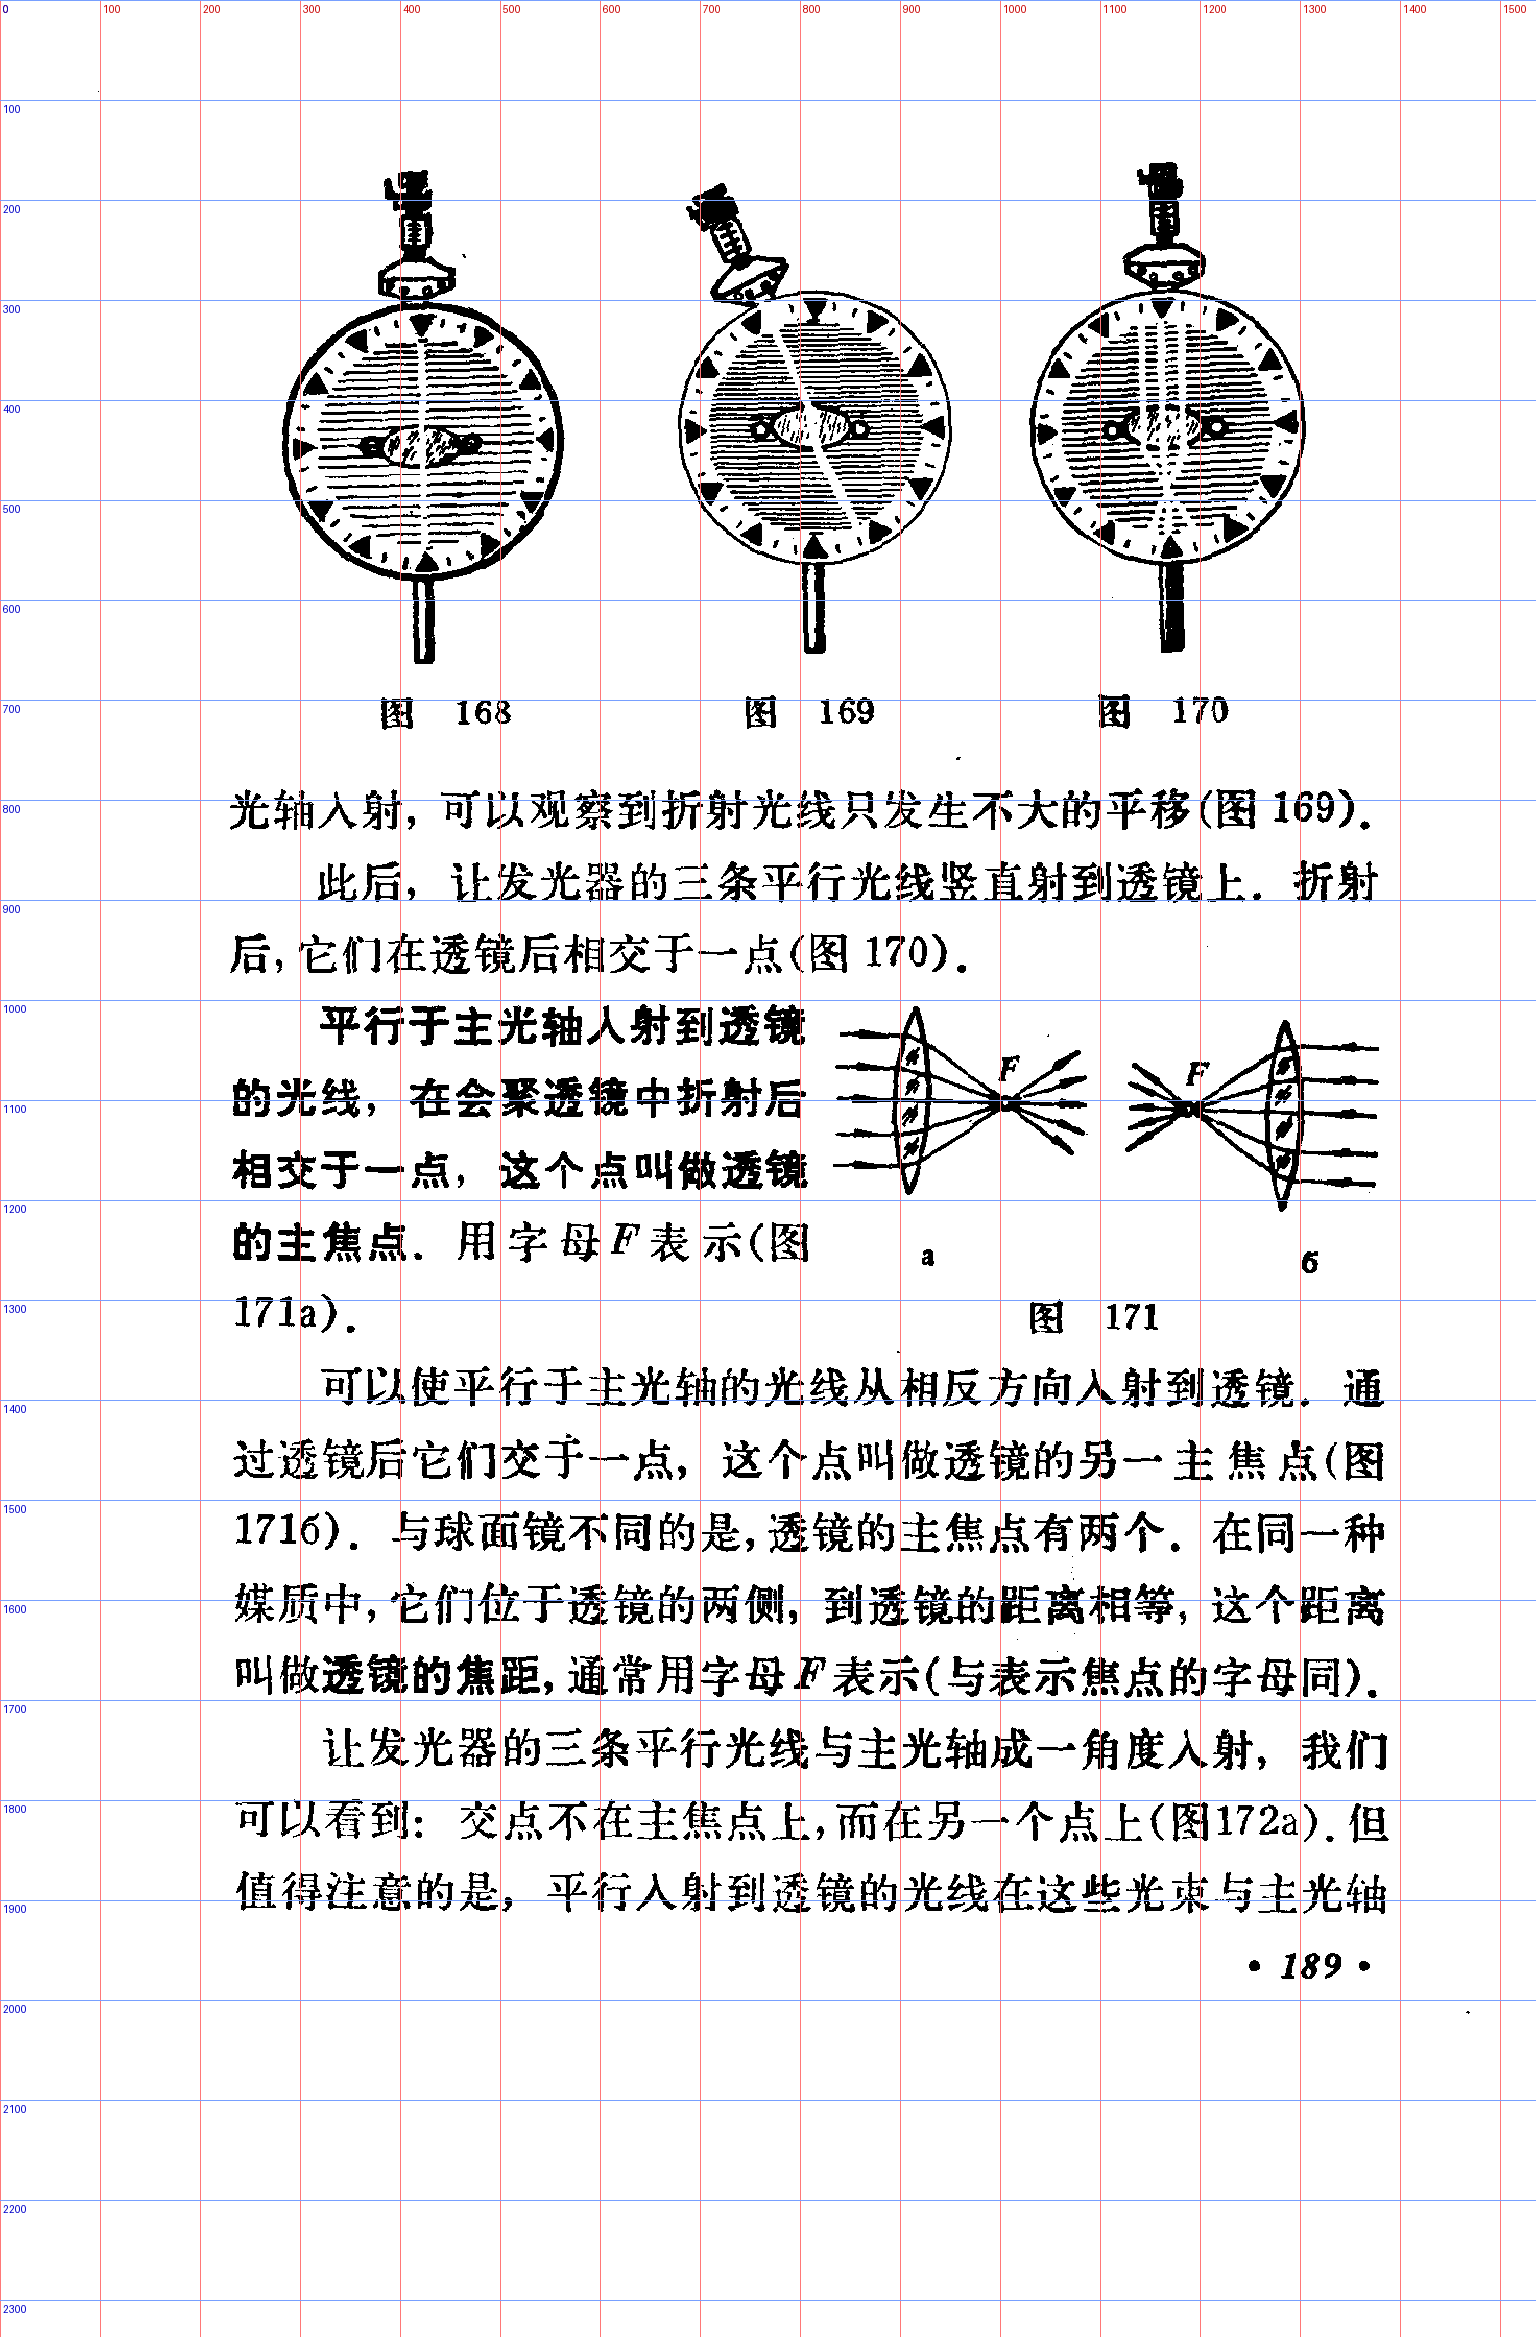 图 168
图 169
图 170
光轴入射，可以观察到折射光线只发生不大的平移(图 169)．
此后，让发光器的三条平行光线竖直射到透镜上．折射
后，它们在透镜后相交于一点(图 170)．
平行于主光轴入射到透镜
的光线，在会聚透镜中折射后
相交于一点，这个点叫做透镜
的主焦点．用字母F表示(图
171a)．
F
F
a
б
图 171
可以使平行于主光轴的光线从相反方向入射到透镜．通
过透镜后它们交于一点，这个点叫做透镜的另一主焦点(图
171б)．与球面镜不同的是，透镜的主焦点有两个．在同一种
媒质中，它们位于透镜的两侧，到透镜的距离相等，这个距离
叫做透镜的焦距，通常用字母F表示(与表示焦点的字母同)．
让发光器的三条平行光线与主光轴成一角度入射，我们
可以看到：交点不在主焦点上，而在另一个点上(图172a)．但
值得注意的是，平行入射到透镜的光线在这些光束与主光轴
• 189 •